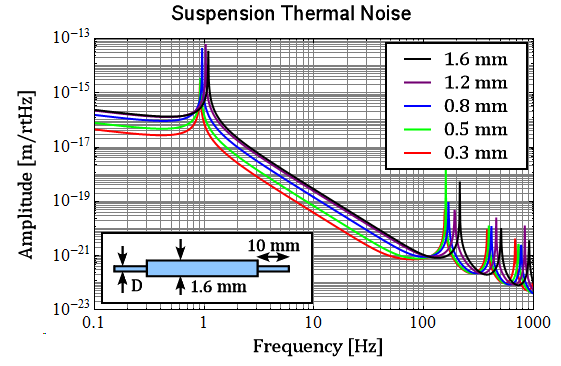 Suspension Thermal Noise
Amplitude [m/rtHz]
10−13
10−15
10−17
10−19
10−21
10−23
1.6 mm
1.2 mm
0.8 mm
0.5 mm
0.3 mm
10 mm
D
1.6 mm
0.1 1 10 100 1000
Frequency [Hz]